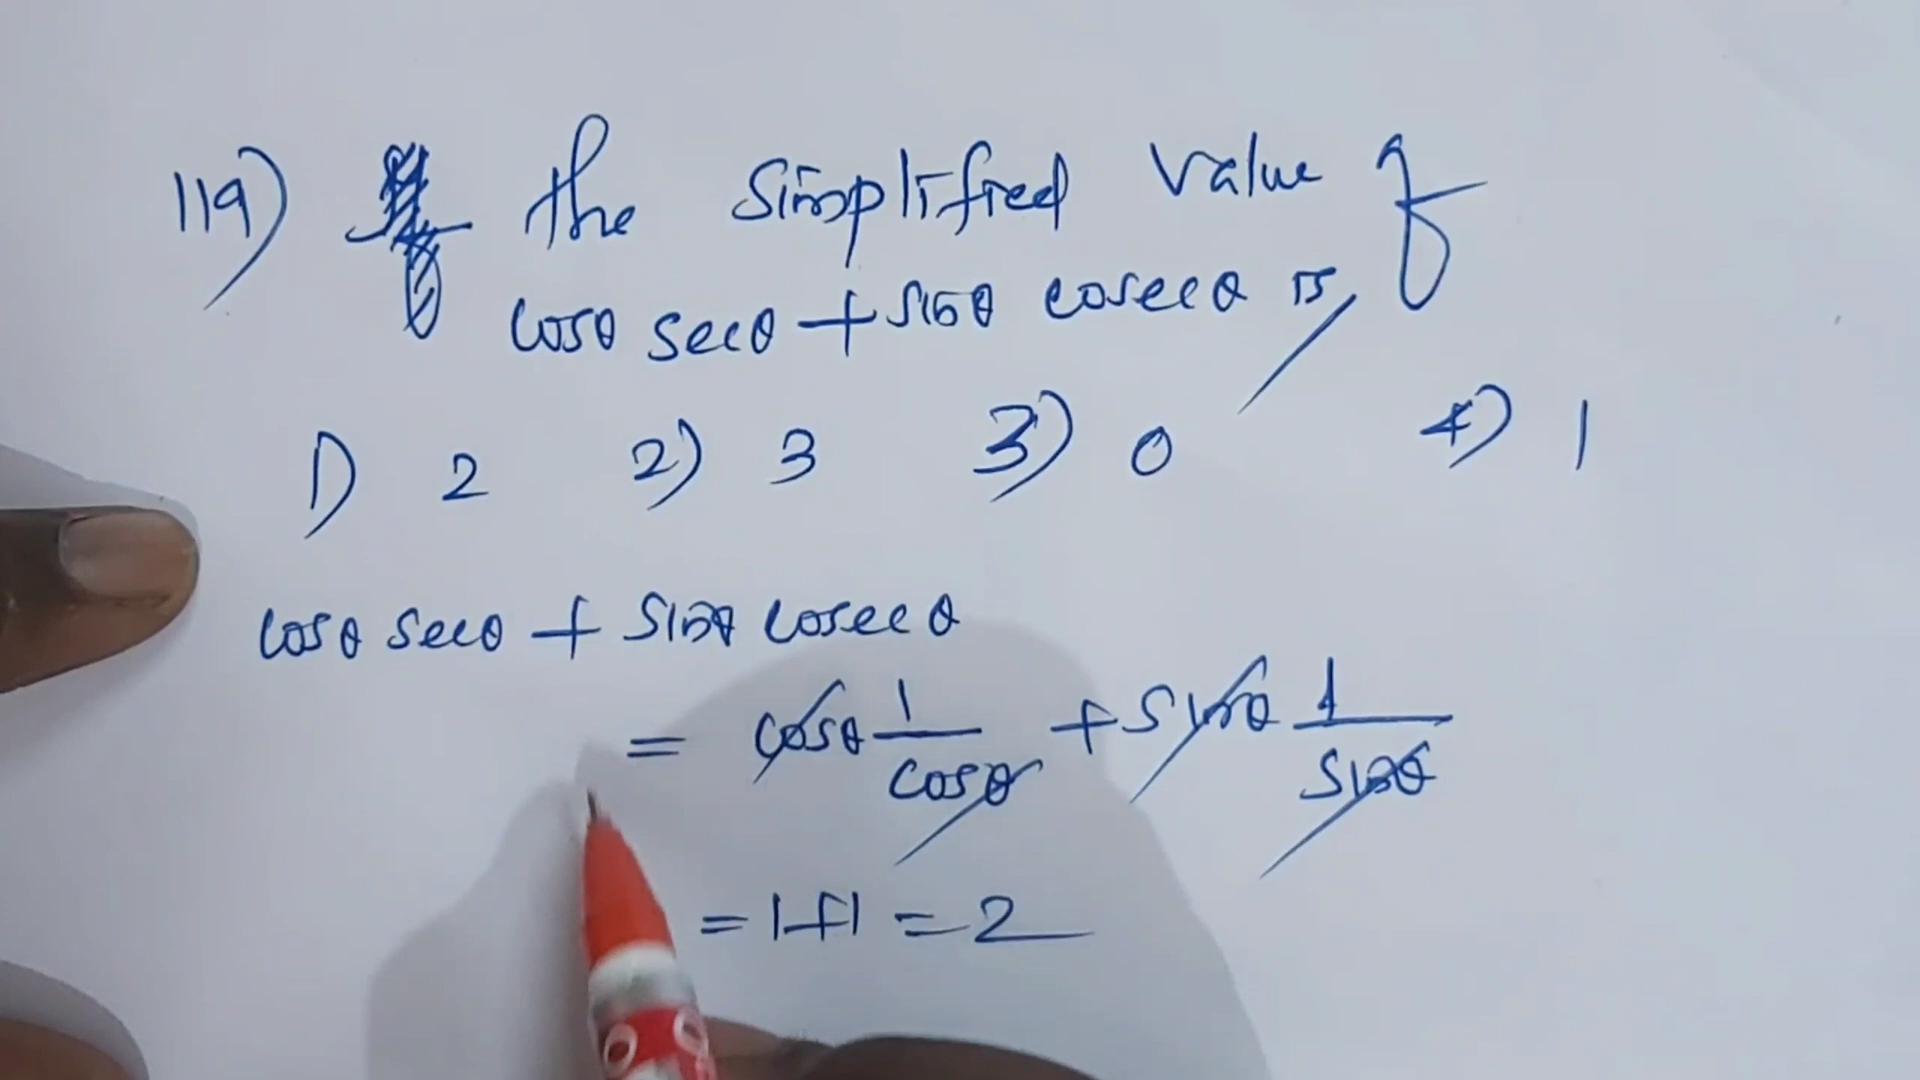 119) the simplified value of
cosθ secθ + sinθ cosecθ is,
1) 2 2) 3 3) 0 4) 1
cosθ secθ + sinθ cosecθ
= cosθ 1/cosθ + sinθ 1/sinθ
= 1+1 = 2